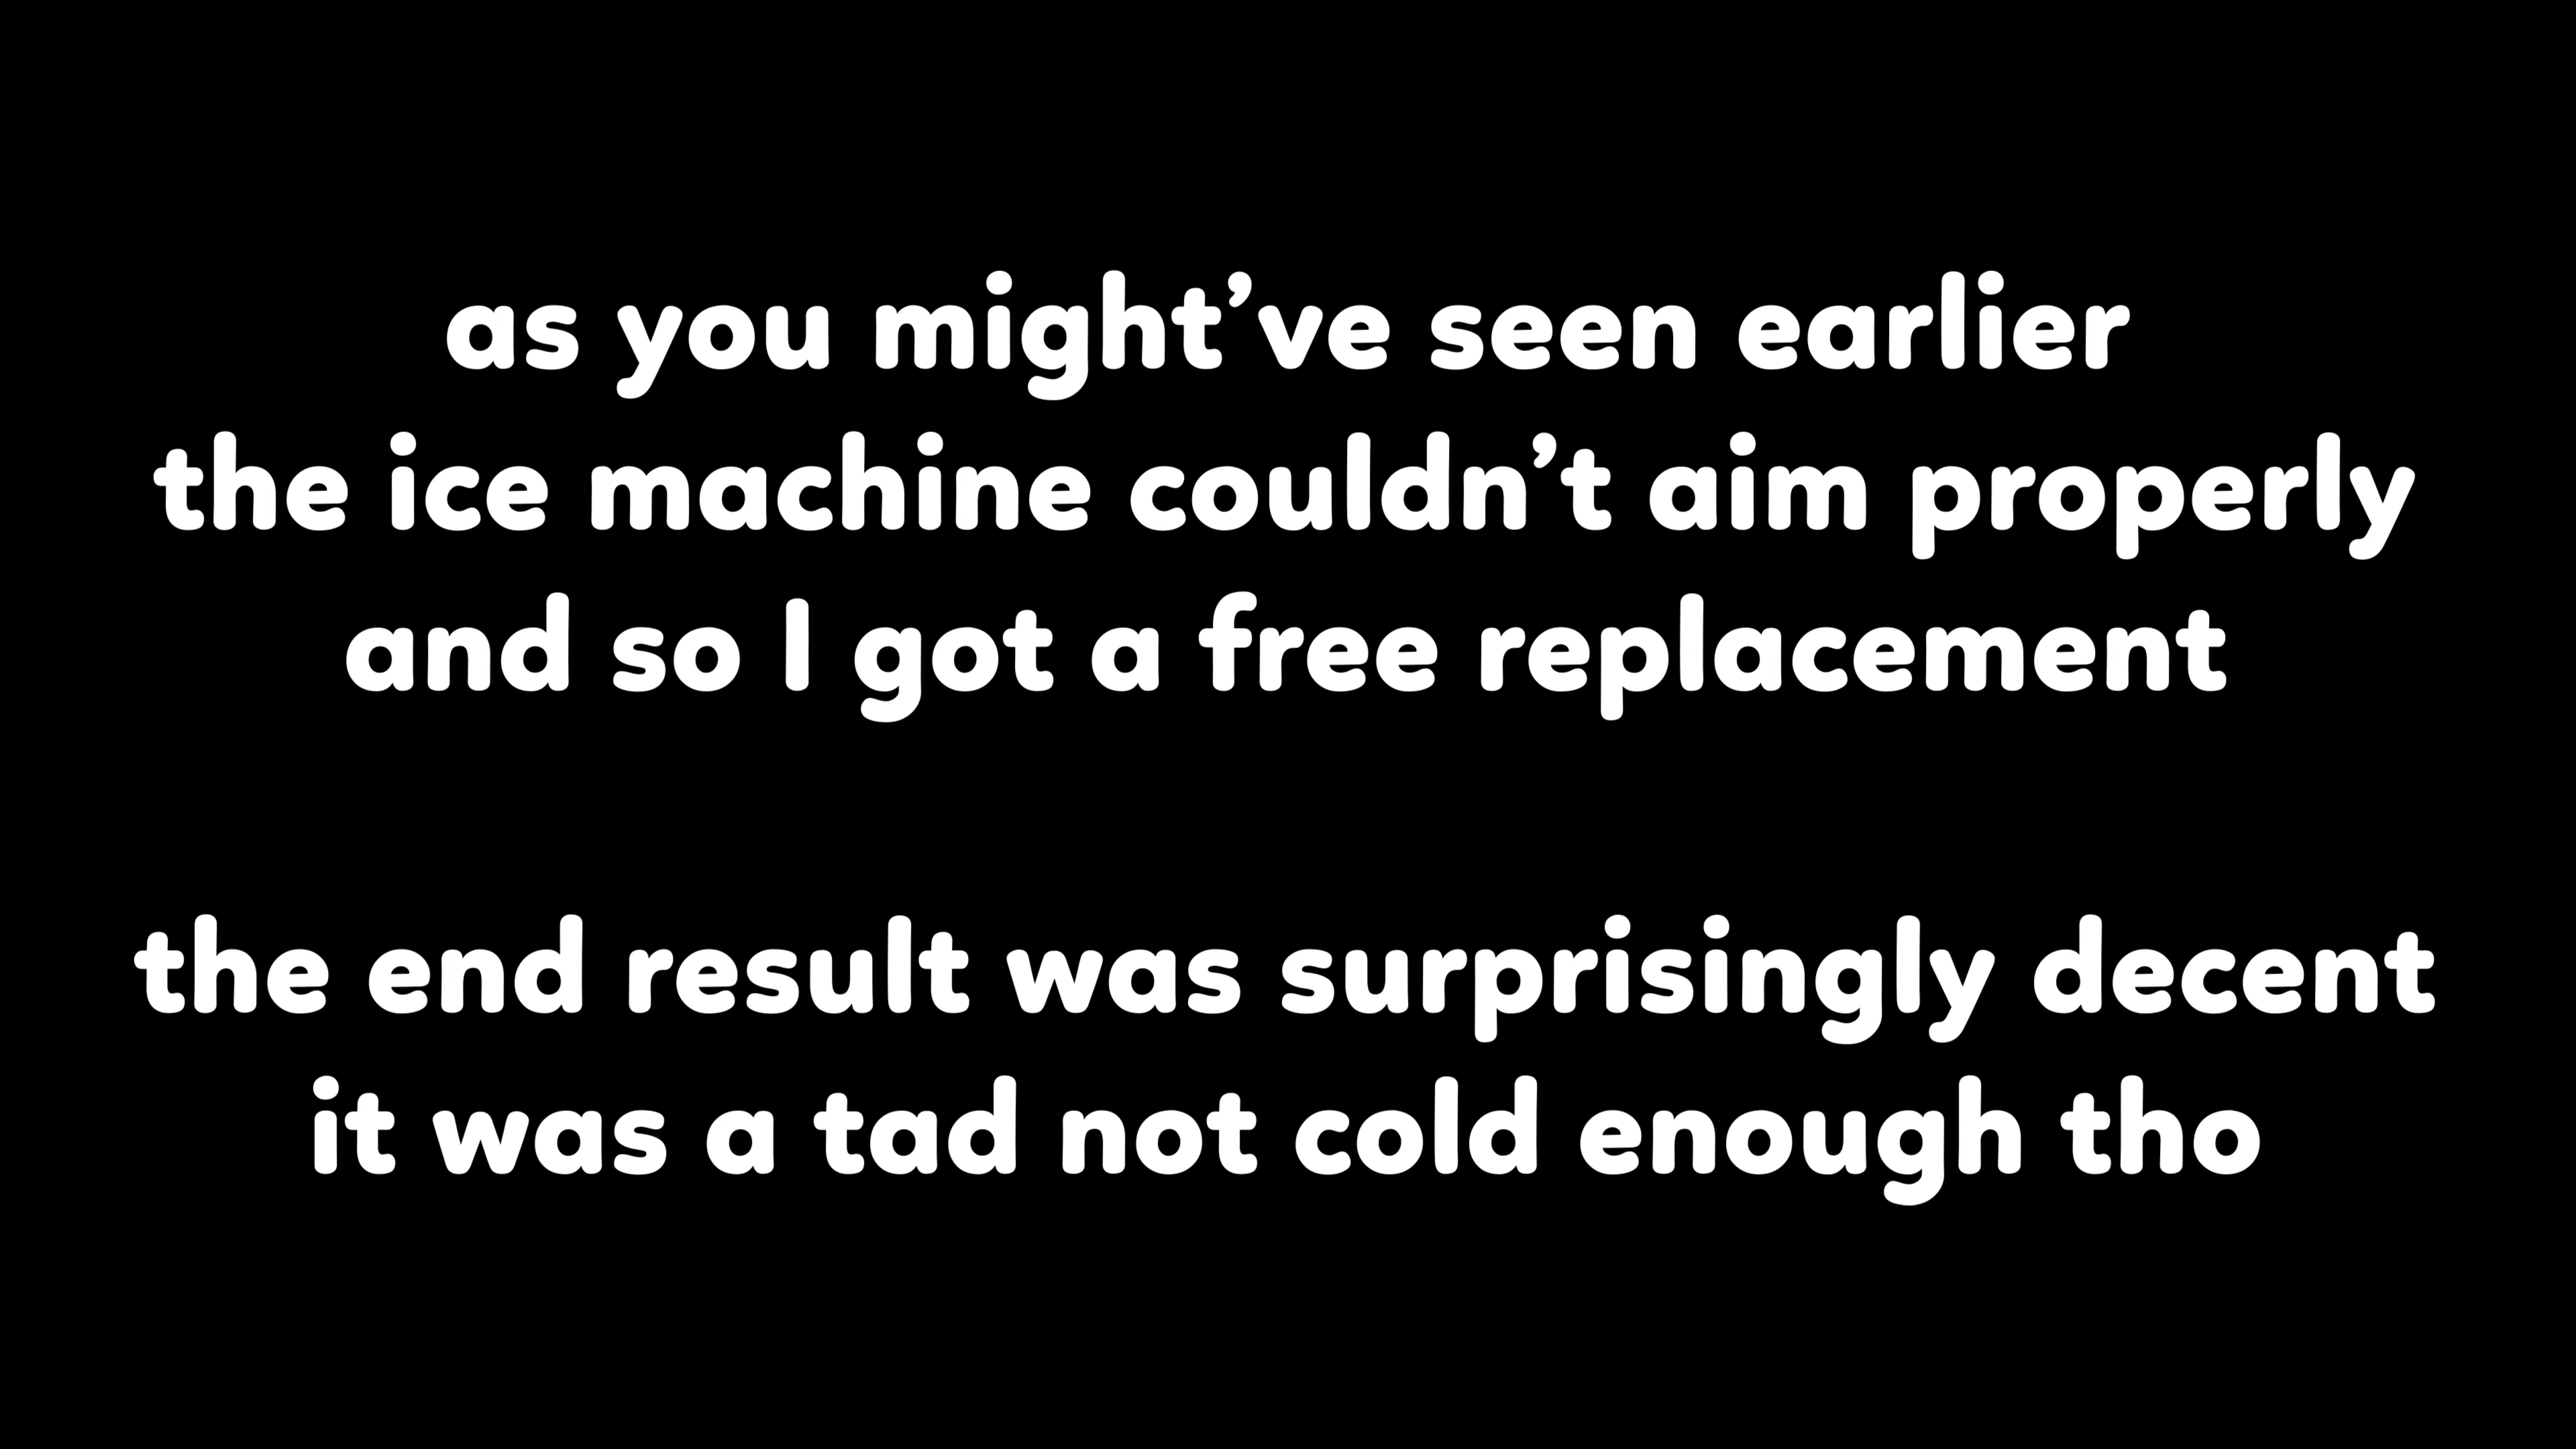 as you might’ve seen earlier
the ice machine couldn’t aim properly
and so I got a free replacement
the end result was surprisingly decent
it was a tad not cold enough tho